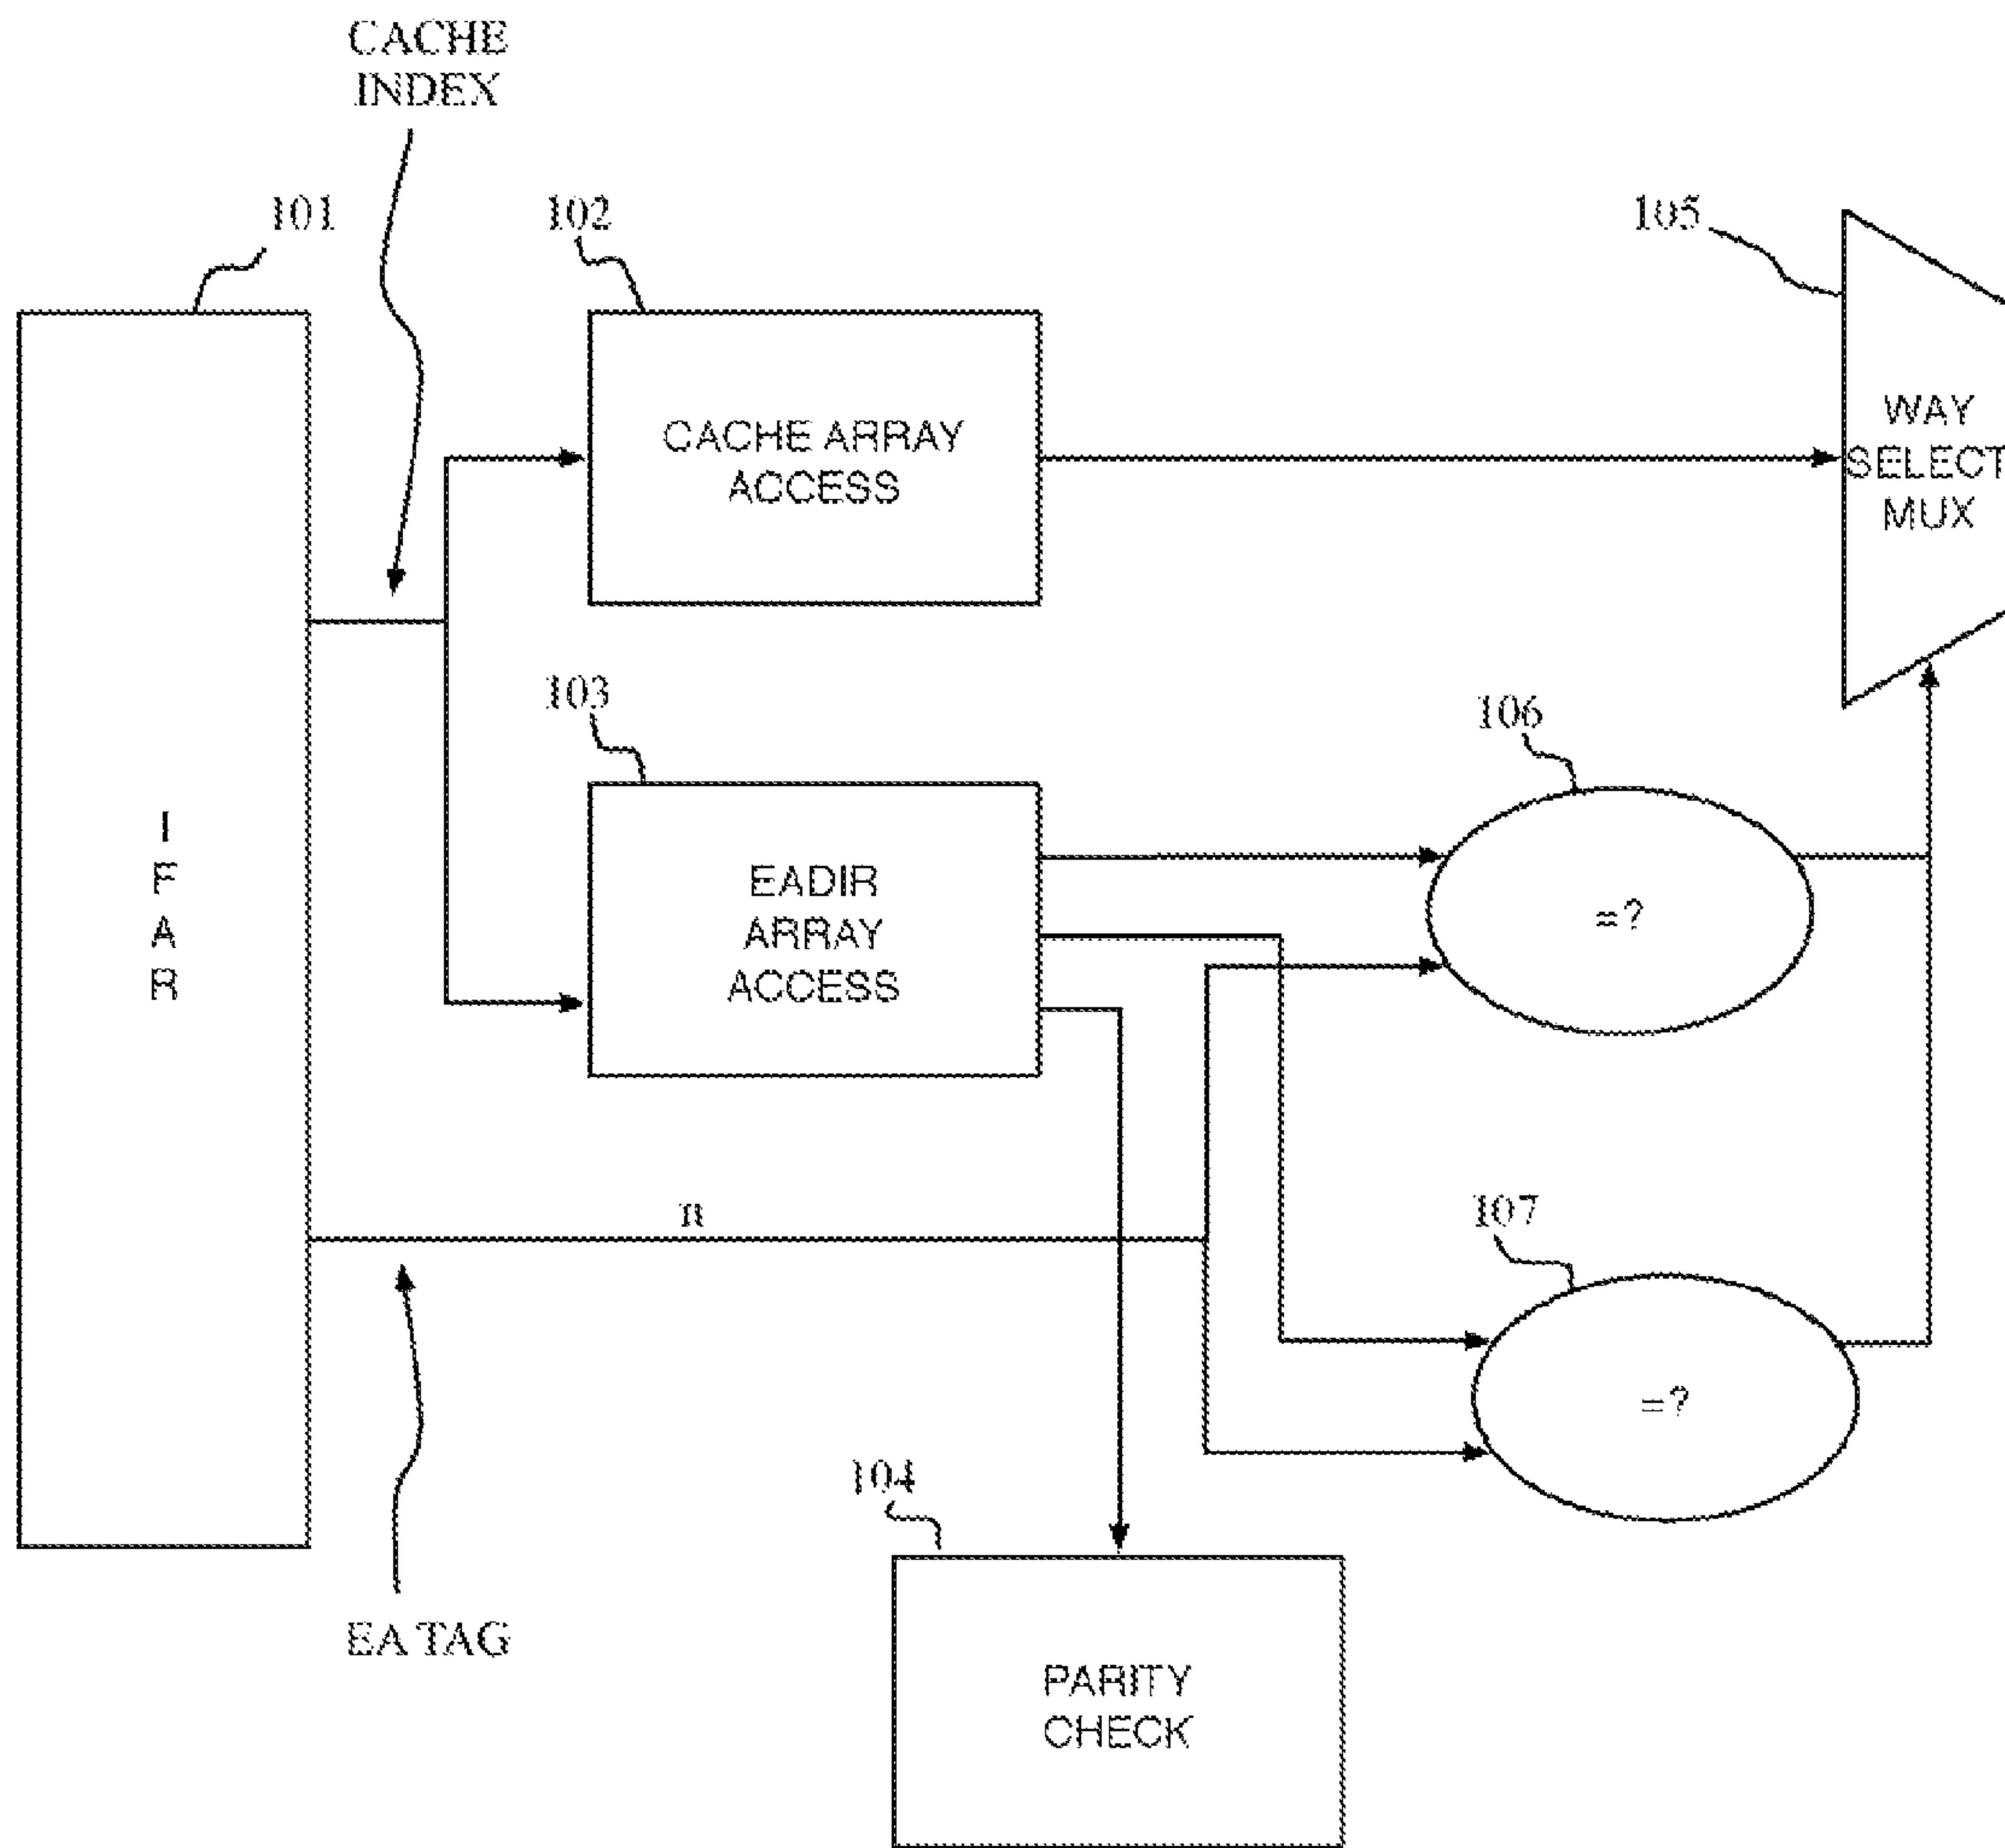 CACHE
INDEX
101
102
105
CACHE ARRAY
ACCESS
WAY
SELECT
MUX
103
106
I
F
A
R
EADIR
ARRAY
ACCESS
=?
n
107
=?
104
EA TAG
PARITY
CHECK